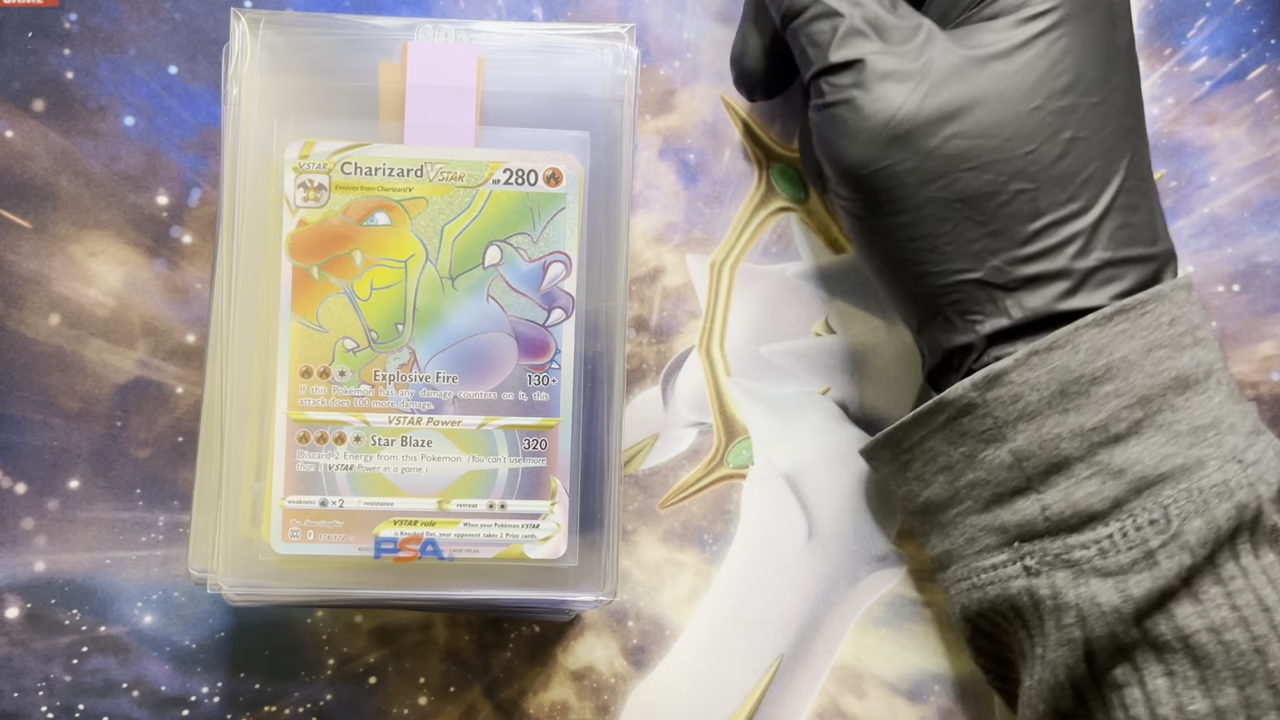 VSTAR Charizard VSTAR HP 280
Evolves from Charizard V
Explosive Fire 130+
If this Pokémon has any damage counters on it, this
attack does 100 more damage.
VSTAR Power
Star Blaze 320
Discard 2 Energy from this Pokémon. (You can't use more
than 1 VSTAR Power in a game.)
weakness ×2 resistance retreat
VSTAR rule When your Pokémon VSTAR
is Knocked Out, your opponent takes 2 Prize cards.
F 174/172
PSA